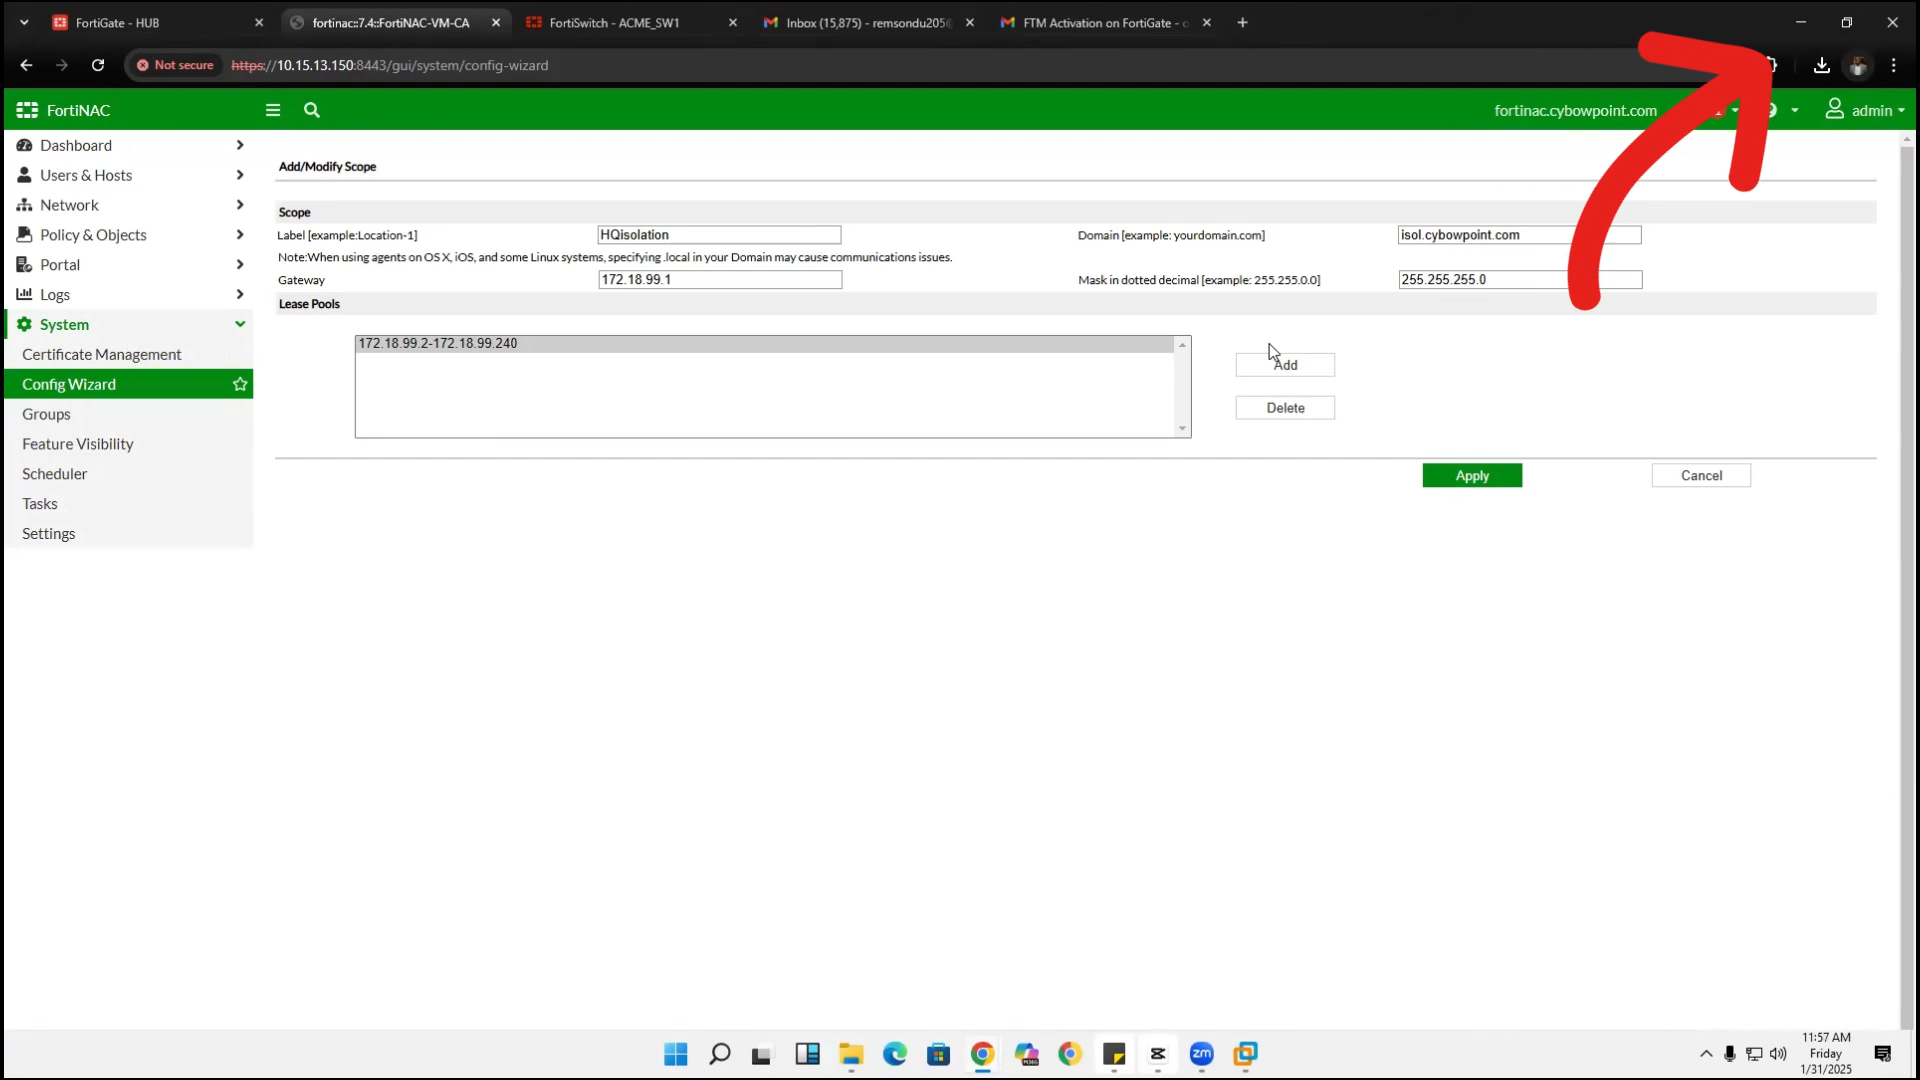 FortiGate - HUB
fortinac::7.4::FortiNAC-VM-CA
FortiSwitch - ACME_SW1
Inbox (15,875) - remsondu205
FTM Activation on FortiGate -
Not secure
https://10.15.13.150:8443/gui/system/config-wizard
FortiNAC
fortinac.cybowpoint.com
admin
Dashboard
Users & Hosts
Network
Policy & Objects
Portal
Logs
System
Certificate Management
Config Wizard
Groups
Feature Visibility
Scheduler
Tasks
Settings
Add/Modify Scope
Scope
Label [example:Location-1]
HQisolation
Domain [example: yourdomain.com]
isol.cybowpoint.com
Note:When using agents on OS X, iOS, and some Linux systems, specifying .local in your Domain may cause communications issues.
Gateway
172.18.99.1
Mask in dotted decimal [example: 255.255.0.0]
255.255.255.0
Lease Pools
172.18.99.2-172.18.99.240
Add
Delete
Apply
Cancel
zm
11:57 AM
Friday
1/31/2025